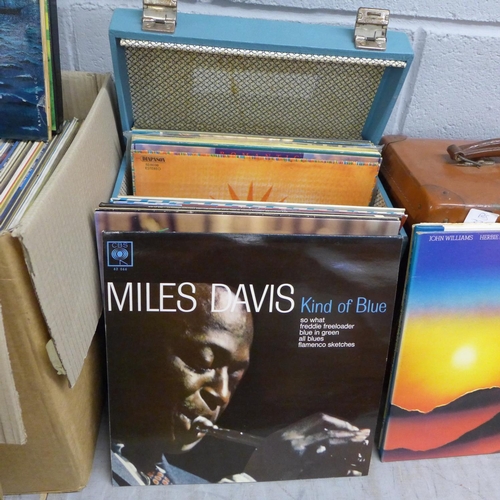 CBS
MILES DAVIS Kind of Blue
so what
freddie freeloader
blue in green
all blues
flamenco sketches
JOHN WILLIAMS